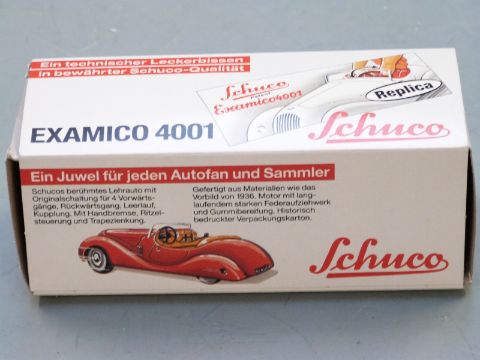 Ein technischer Leckerbissen
in bewährter Schuco-Qualität
Schuco
Patent
Examico 4001
Replica
EXAMICO 4001
Schuco
Ein Juwel für jeden Autofan und Sammler
Schucos berühmtes Lehrauto mit
Originalschaltung für 4 Vorwärts-
gänge, Rückwärtsgang, Leerlauf,
Kupplung. Mit Handbremse, Ritzel-
steuerung und Trapezlenkung.
Gefertigt aus Materialien wie das
Vorbild von 1936. Motor mit lang-
laufendem starken Federaufziehwerk
und Gummibereifung. Historisch
bedruckter Verpackungskarton.
Schuco